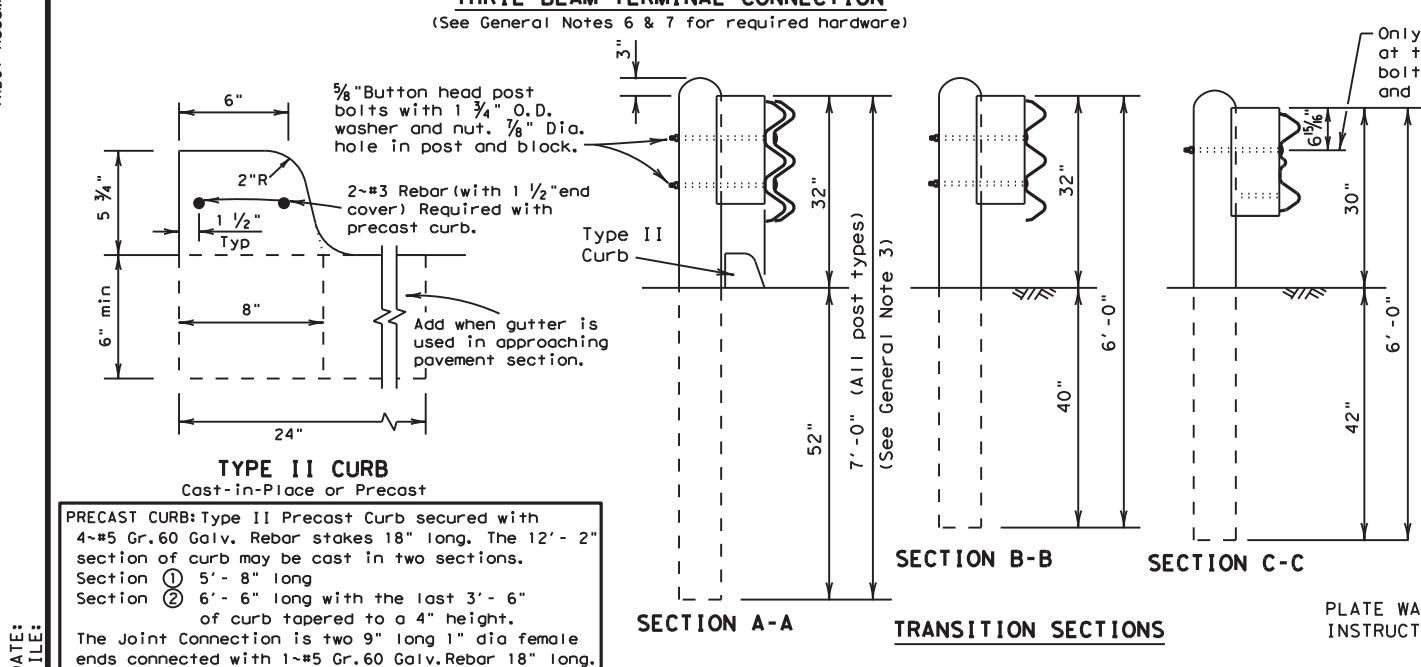 THRIE BEAM TERMINAL CONNECTION
(See General Notes 6 & 7 for required hardware)
6"
5 3/4"
2"R
1 1/2"
Typ
6" min
8"
24"
5/8"Button head post
bolts with 1 3/4" O.D.
washer and nut. 7/8" Dia.
hole in post and block.
2~#3 Rebar(with 1 1/2"end
cover) Required with
precast curb.
Add when gutter is
used in approaching
pavement section.
TYPE II CURB
Cast-in-Place or Precast
PRECAST CURB: Type II Precast Curb secured with
4~#5 Gr.60 Galv. Rebar stakes 18" long. The 12'- 2"
section of curb may be cast in two sections.
Section ① 5'- 8" long
Section ② 6'- 6" long with the last 3'- 6"
of curb tapered to a 4" height.
The Joint Connection is two 9" long 1" dia female
ends connected with 1~#5 Gr.60 Galv.Rebar 18" long.
3"
Type II
Curb
32"
52"
7'-0" (All post types)
(See General Note 3)
SECTION A-A
32"
40"
6'-0"
SECTION B-B
Only
at t
bolt
and
6 15/16"
30"
42"
6'-0"
SECTION C-C
TRANSITION SECTIONS
PLATE WA
INSTRUCT
DATE:
FILE: